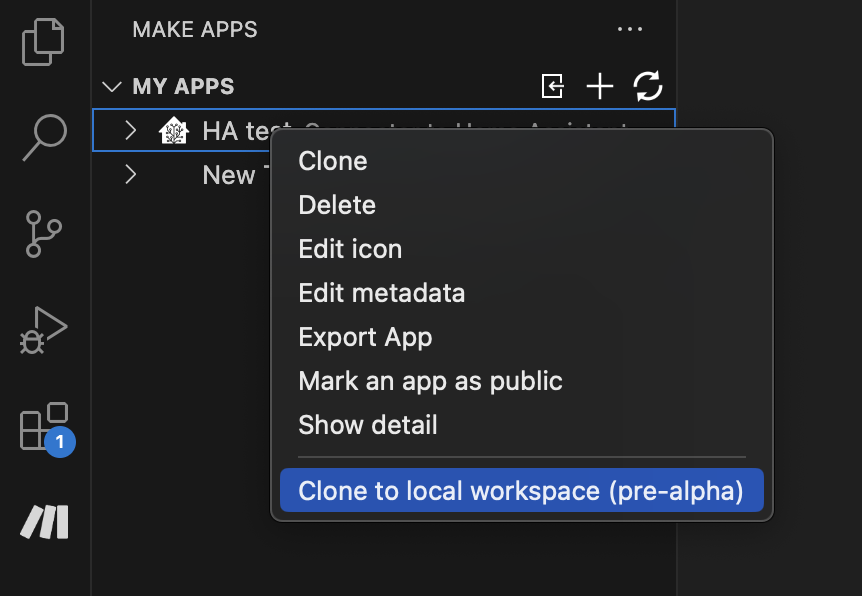 MAKE APPS
MY APPS
HA test
New
Clone
Delete
Edit icon
Edit metadata
Export App
Mark an app as public
Show detail
Clone to local workspace (pre-alpha)
1